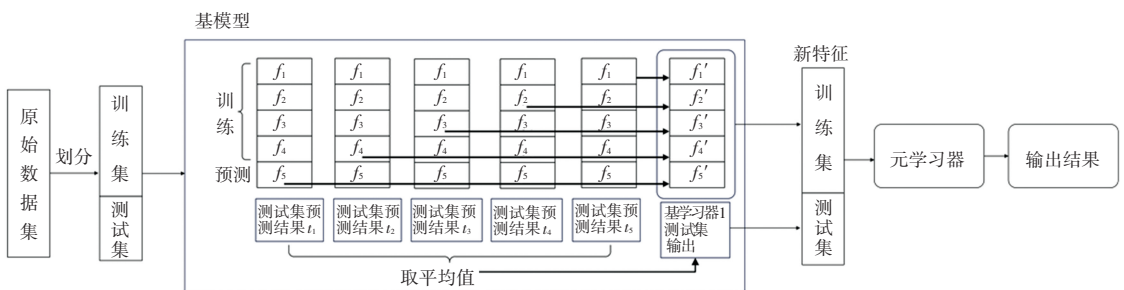 基模型
原始数据集
划分
训练集
测试集
训练
预测
f₁ f₁ f₁ f₁ f₁ f₁′
f₂ f₂ f₂ f₂ f₂ f₂′
f₃ f₃ f₃ f₃ f₃ f₃′
f₄ f₄ f₄ f₄ f₄ f₄′
f₅ f₅ f₅ f₅ f₅ f₅′
测试集预
测结果t₁
测试集预
测结果t₂
测试集预
测结果t₃
测试集预
测结果t₄
测试集预
测结果t₅
基学习器1
测试集
输出
取平均值
新特征
训练集
测试集
元学习器
输出结果